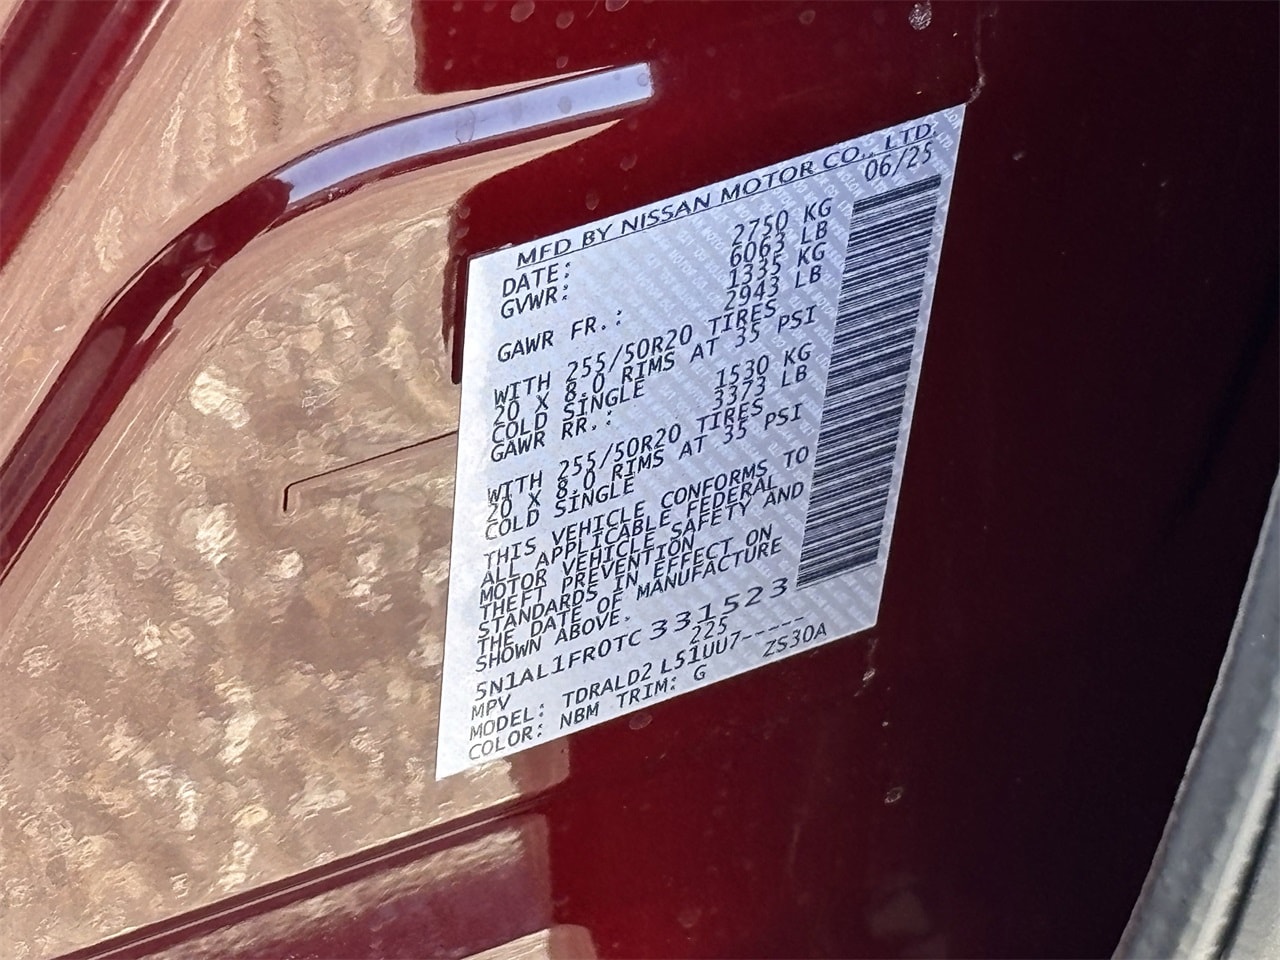 MFD BY NISSAN MOTOR CO., LTD.
DATE: 06/25
GVWR: 2750 KG
6063 LB
GAWR FR.: 1335 KG
2943 LB
WITH 255/50R20 TIRES
20 X 8.0 RIMS AT 35 PSI
COLD SINGLE
GAWR RR.: 1530 KG
3373 LB
WITH 255/50R20 TIRES
20 X 8.0 RIMS AT 35 PSI
COLD SINGLE
THIS VEHICLE CONFORMS TO
ALL APPLICABLE FEDERAL
MOTOR VEHICLE SAFETY AND
THEFT PREVENTION
STANDARDS IN EFFECT ON
THE DATE OF MANUFACTURE
SHOWN ABOVE.
5N1AL1FR0TC331523
MPV 225
MODEL: TDRALD2 L51UU7-----
COLOR: NBM TRIM: G ZS30A